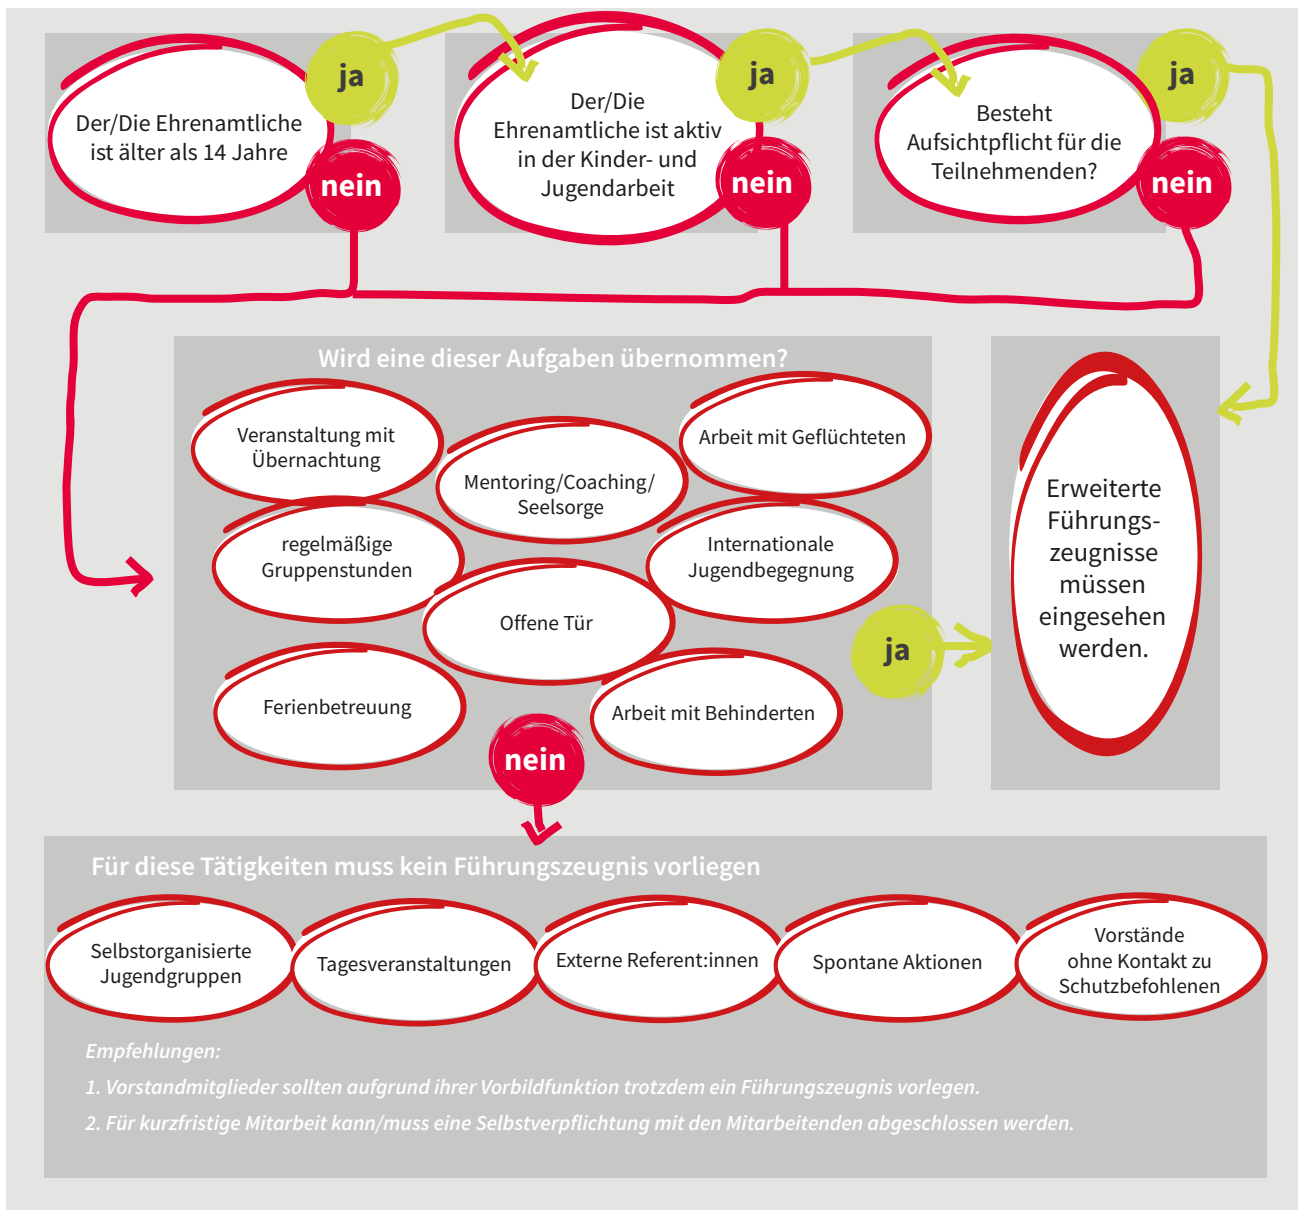 Der/Die Ehrenamtliche
ist älter als 14 Jahre
ja
nein
Der/Die
Ehrenamtliche ist aktiv
in der Kinder- und
Jugendarbeit
ja
nein
Besteht
Aufsichtpflicht für die
Teilnehmenden?
ja
nein
Wird eine dieser Aufgaben übernommen?
Veranstaltung mit
Übernachtung
Mentoring/Coaching/
Seelsorge
Arbeit mit Geflüchteten
regelmäßige
Gruppenstunden
Internationale
Jugendbegegnung
Offene Tür
Ferienbetreuung
Arbeit mit Behinderten
ja
nein
Erweiterte
Führungs-
zeugnisse
müssen
eingesehen
werden.
Für diese Tätigkeiten muss kein Führungszeugnis vorliegen
Selbstorganisierte
Jugendgruppen
Tagesveranstaltungen
Externe Referent:innen
Spontane Aktionen
Vorstände
ohne Kontakt zu
Schutzbefohlenen
Empfehlungen:
1. Vorstandmitglieder sollten aufgrund ihrer Vorbildfunktion trotzdem ein Führungszeugnis vorlegen.
2. Für kurzfristige Mitarbeit kann/muss eine Selbstverpflichtung mit den Mitarbeitenden abgeschlossen werden.